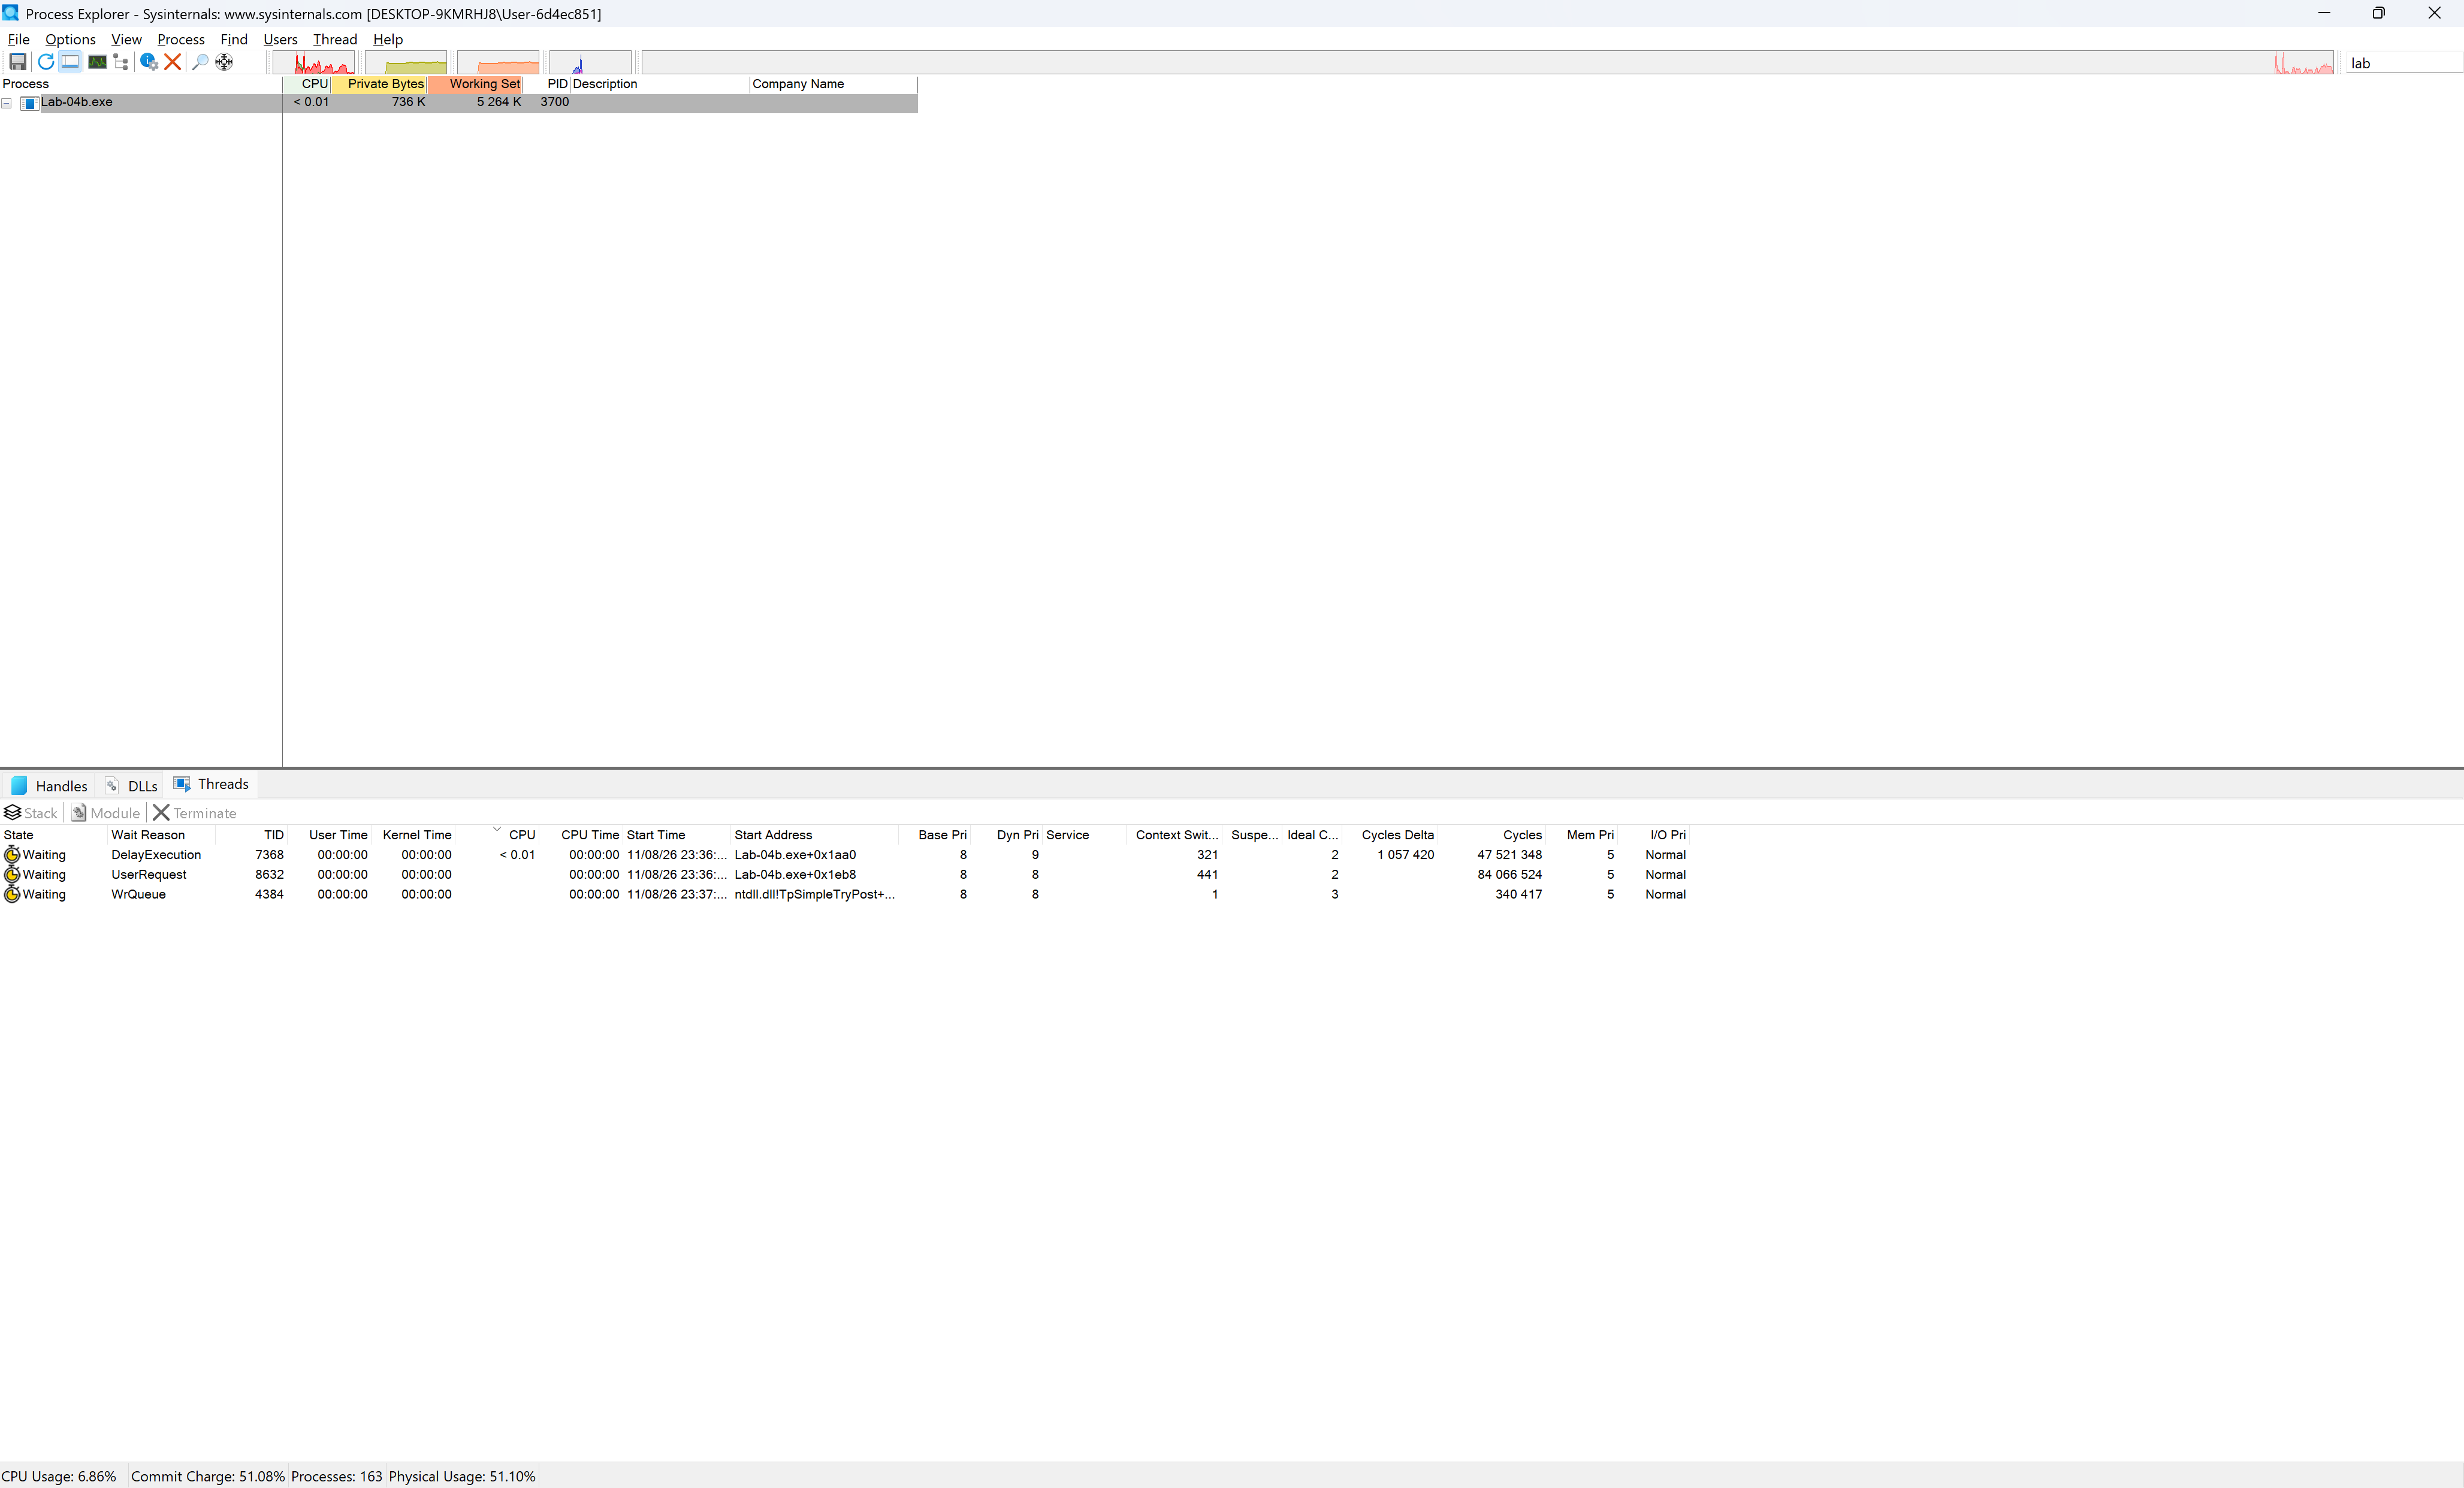 Process Explorer - Sysinternals: www.sysinternals.com [DESKTOP-9KMRHJ8\User-6d4ec851]
File Options View Process Find Users Thread Help
lab
Process CPU Private Bytes Working Set PID Description Company Name
Lab-04b.exe < 0.01 736 K 5 264 K 3700
Handles DLLs Threads
Stack Module Terminate
State Wait Reason TID User Time Kernel Time CPU CPU Time Start Time Start Address Base Pri Dyn Pri Service Context Swit... Suspe... Ideal C... Cycles Delta Cycles Mem Pri I/O Pri
Waiting DelayExecution 7368 00:00:00 00:00:00 < 0.01 00:00:00 11/08/26 23:36:... Lab-04b.exe+0x1aa0 8 9 321 2 1 057 420 47 521 348 5 Normal
Waiting UserRequest 8632 00:00:00 00:00:00 00:00:00 11/08/26 23:36:... Lab-04b.exe+0x1eb8 8 8 441 2 84 066 524 5 Normal
Waiting WrQueue 4384 00:00:00 00:00:00 00:00:00 11/08/26 23:37:... ntdll.dll!TpSimpleTryPost+... 8 8 1 3 340 417 5 Normal
CPU Usage: 6.86% Commit Charge: 51.08% Processes: 163 Physical Usage: 51.10%